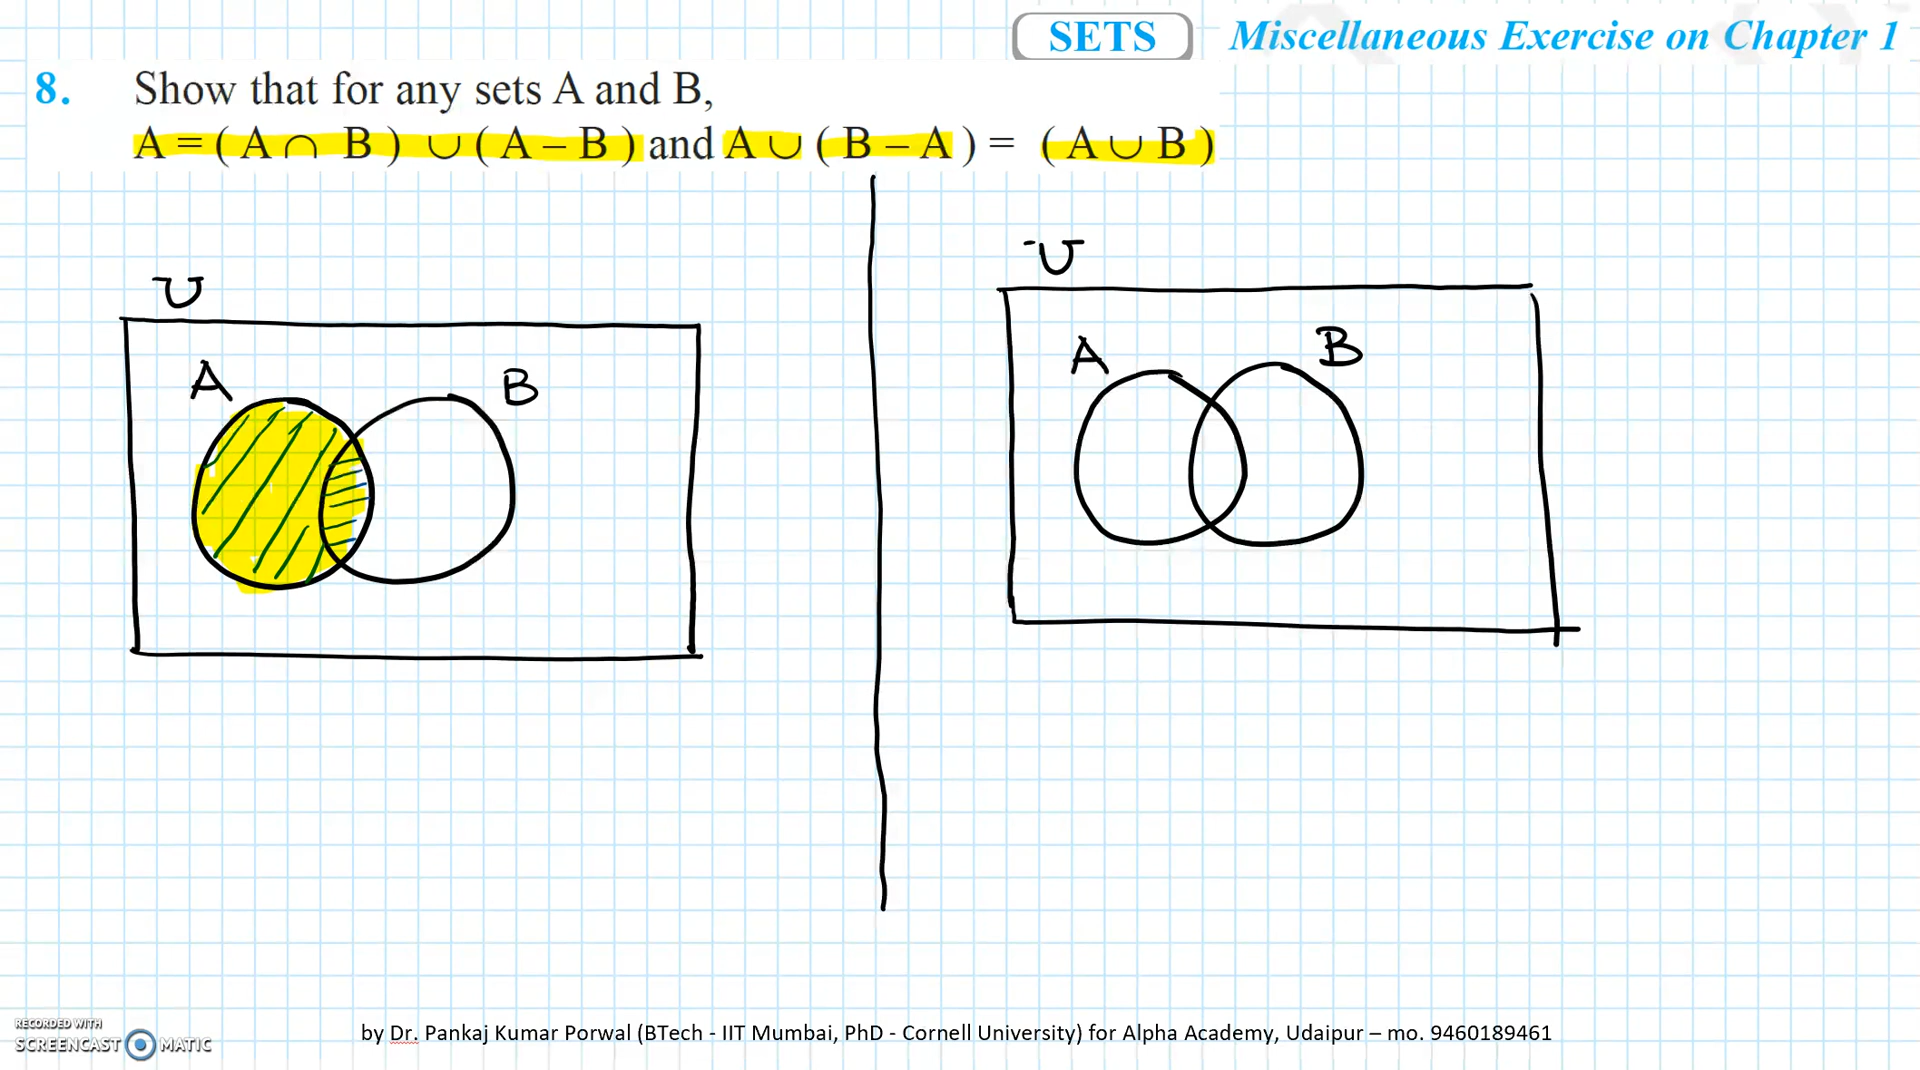 SETS Miscellaneous Exercise on Chapter 1
8. Show that for any sets A and B,
A = ( A ∩ B ) ∪ ( A – B ) and A ∪ ( B – A ) = ( A ∪ B )
U
A B
U
A B
RECORDED WITH
SCREENCAST MATIC
by Dr. Pankaj Kumar Porwal (BTech - IIT Mumbai, PhD - Cornell University) for Alpha Academy, Udaipur – mo. 9460189461